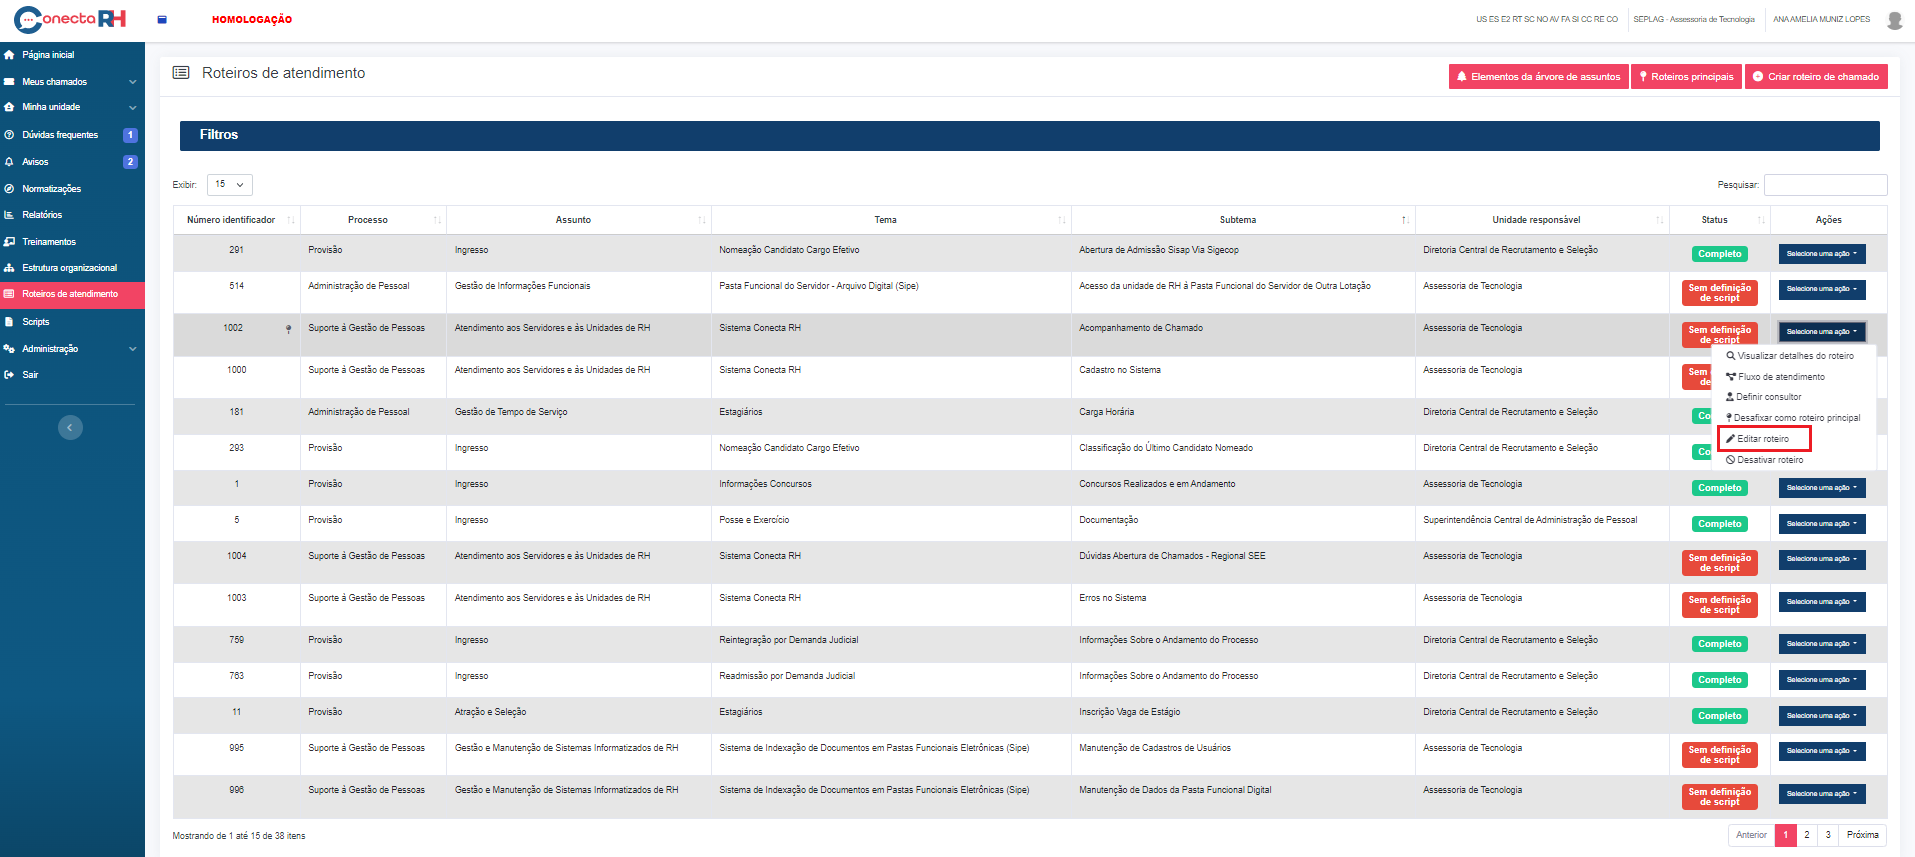 Conecta RH
HOMOLOGAÇÃO
US ES E2 RT SC NO AV FA SI CC RE CO
SEPLAG - Assessoria de Tecnologia
ANA AMELIA MUNIZ LOPES
Página inicial
Meus chamados
Minha unidade
Dúvidas frequentes 1
Avisos 2
Normatizações
Relatórios
Treinamentos
Estrutura organizacional
Roteiros de atendimento
Scripts
Administração
Sair
Roteiros de atendimento
Elementos da árvore de assuntos
Roteiros principais
Criar roteiro de chamado
Filtros
Exibir: 15
Pesquisar:
Número identificador Processo Assunto Tema Subtema Unidade responsável Status Ações
291 Provisão Ingresso Nomeação Candidato Cargo Efetivo Abertura de Admissão Sisap Via Sigecop Diretoria Central de Recrutamento e Seleção Completo Selecione uma ação
514 Administração de Pessoal Gestão de Informações Funcionais Pasta Funcional do Servidor - Arquivo Digital (Sipe) Acesso da unidade de RH à Pasta Funcional do Servidor de Outra Lotação Assessoria de Tecnologia Sem definição de script Selecione uma ação
1002 Suporte à Gestão de Pessoas Atendimento aos Servidores e às Unidades de RH Sistema Conecta RH Acompanhamento de Chamado Assessoria de Tecnologia Sem definição de script Selecione uma ação
Visualizar detalhes do roteiro
Fluxo de atendimento
Definir consultor
Desafixar como roteiro principal
Editar roteiro
Desativar roteiro
1000 Suporte à Gestão de Pessoas Atendimento aos Servidores e às Unidades de RH Sistema Conecta RH Cadastro no Sistema Assessoria de Tecnologia Sem de
181 Administração de Pessoal Gestão de Tempo de Serviço Estagiários Carga Horária Diretoria Central de Recrutamento e Seleção Co
293 Provisão Ingresso Nomeação Candidato Cargo Efetivo Classificação do Último Candidato Nomeado Diretoria Central de Recrutamento e Seleção Co
1 Provisão Ingresso Informações Concursos Concursos Realizados e em Andamento Assessoria de Tecnologia Completo Selecione uma ação
5 Provisão Ingresso Posse e Exercício Documentação Superintendência Central de Administração de Pessoal Completo Selecione uma ação
1004 Suporte à Gestão de Pessoas Atendimento aos Servidores e às Unidades de RH Sistema Conecta RH Dúvidas Abertura de Chamados - Regional SEE Assessoria de Tecnologia Sem definição de script Selecione uma ação
1003 Suporte à Gestão de Pessoas Atendimento aos Servidores e às Unidades de RH Sistema Conecta RH Erros no Sistema Assessoria de Tecnologia Sem definição de script Selecione uma ação
759 Provisão Ingresso Reintegração por Demanda Judicial Informações Sobre o Andamento do Processo Diretoria Central de Recrutamento e Seleção Completo Selecione uma ação
763 Provisão Ingresso Readmissão por Demanda Judicial Informações Sobre o Andamento do Processo Diretoria Central de Recrutamento e Seleção Completo Selecione uma ação
11 Provisão Atração e Seleção Estagiários Inscrição Vaga de Estágio Diretoria Central de Recrutamento e Seleção Completo Selecione uma ação
995 Suporte à Gestão de Pessoas Gestão e Manutenção de Sistemas Informatizados de RH Sistema de Indexação de Documentos em Pastas Funcionais Eletrônicas (Sipe) Manutenção de Cadastros de Usuários Assessoria de Tecnologia Sem definição de script Selecione uma ação
996 Suporte à Gestão de Pessoas Gestão e Manutenção de Sistemas Informatizados de RH Sistema de Indexação de Documentos em Pastas Funcionais Eletrônicas (Sipe) Manutenção de Dados da Pasta Funcional Digital Assessoria de Tecnologia Sem definição de script Selecione uma ação
Mostrando de 1 até 15 de 38 itens
Anterior 1 2 3 Próxima